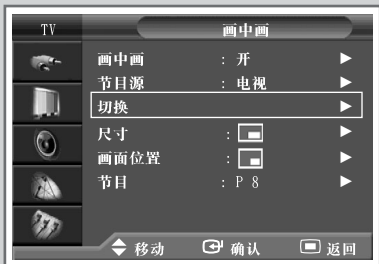 TV 画中画
画中画 : 开
节目源 : 电视
切换
尺寸 :
画面位置 :
节目 : P 8
移动 确认 返回